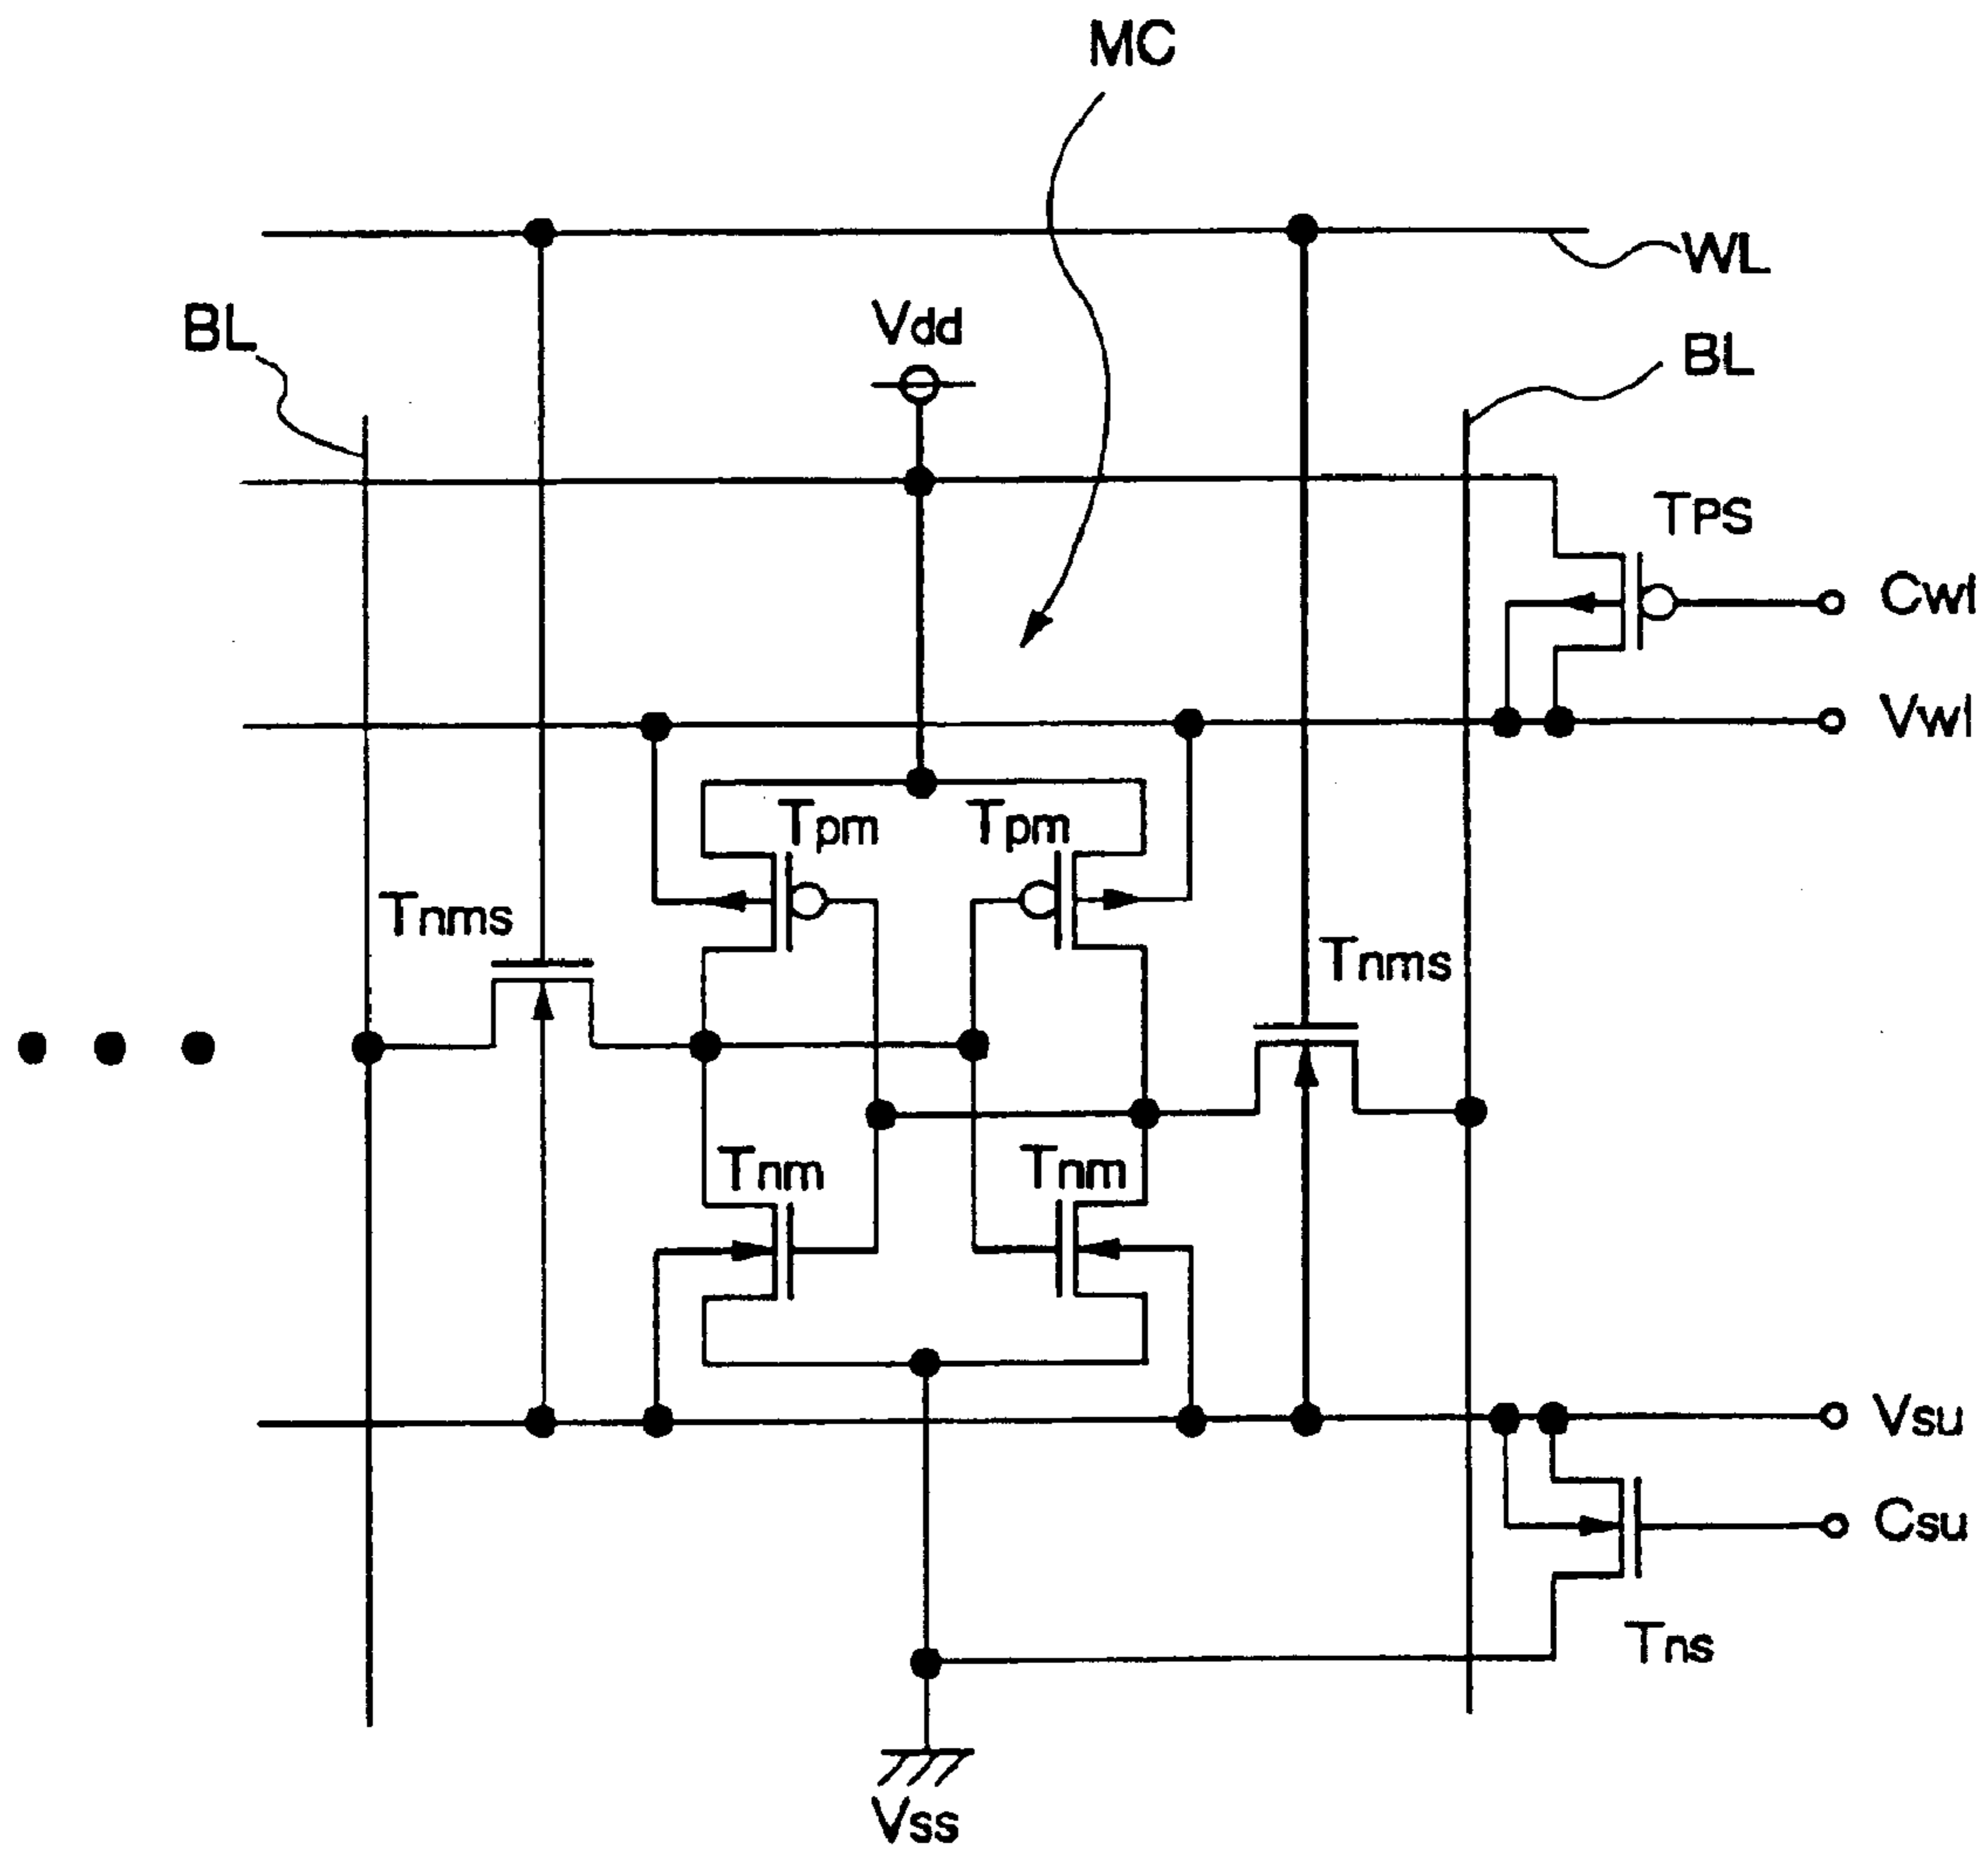 MC
WL
BL
Vdd
BL
TPS
Cwl
Vwl
Tpm
Tpm
Tnms
Tnms
Tnm
Tnm
Vsu
Csu
Tns
Vss